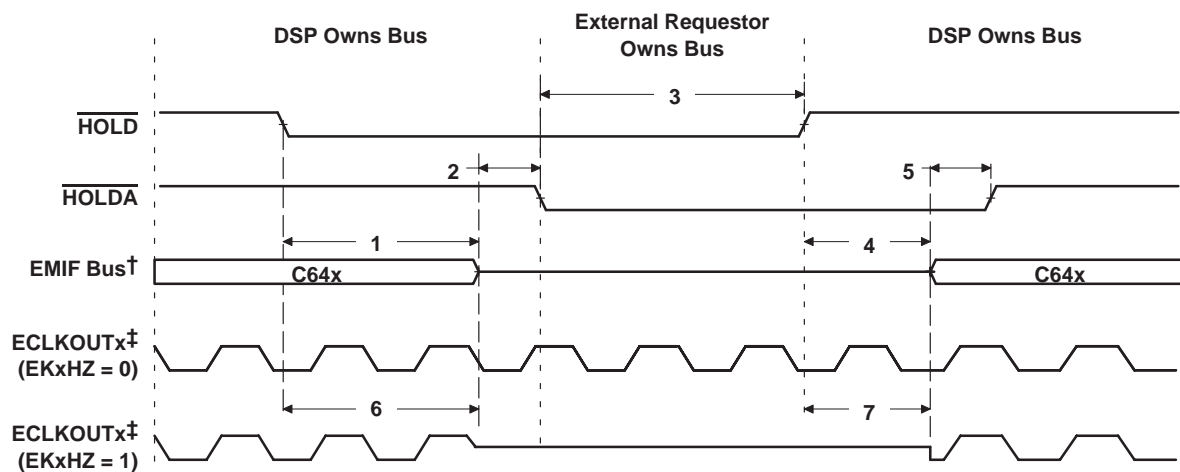 DSP Owns Bus
External Requestor
Owns Bus
DSP Owns Bus
3
HOLD
2
5
HOLDA
1
4
EMIF Bus†
C64x
C64x
ECLKOUTx‡
(EKxHZ = 0)
6
7
ECLKOUTx‡
(EKxHZ = 1)